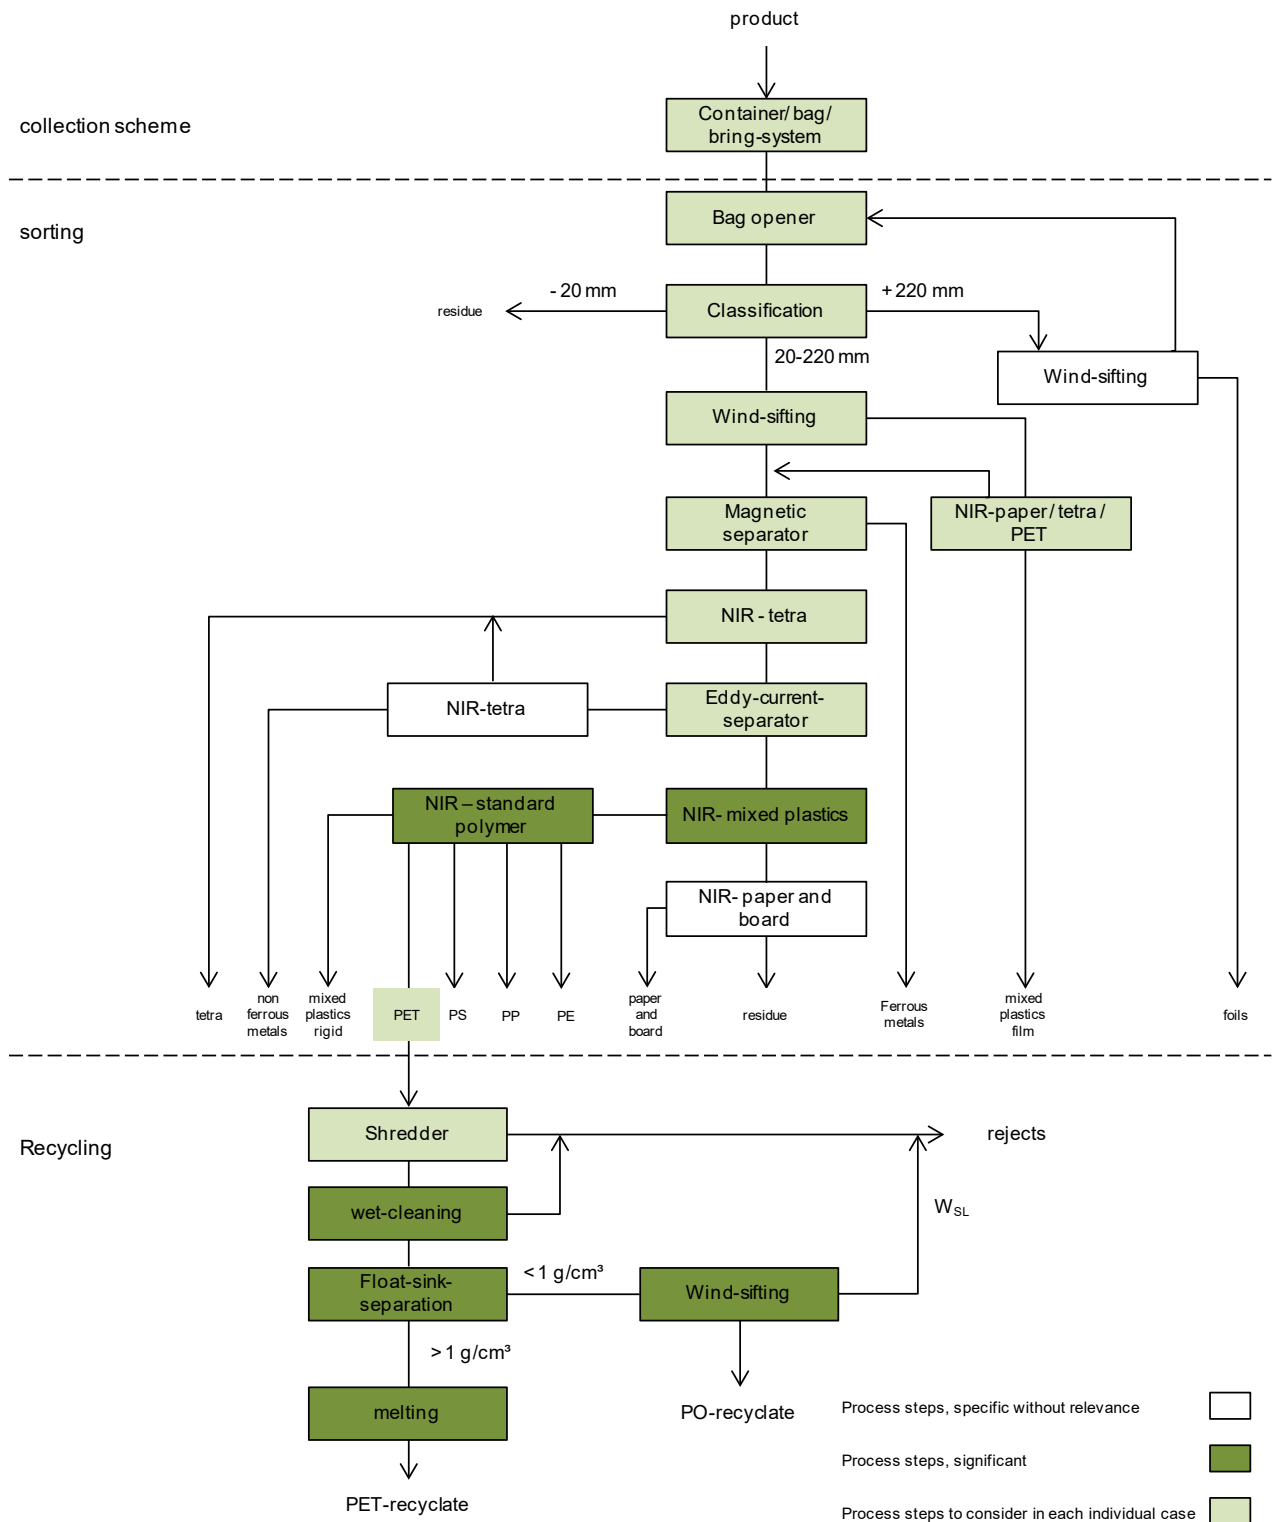 product
collection scheme
Container/bag/
bring-system
sorting
Bag opener
- 20 mm
+ 220 mm
residue
Classification
20-220 mm
Wind-sifting
Wind-sifting
Magnetic
separator
NIR-paper/tetra/
PET
NIR - tetra
NIR-tetra
Eddy-current-
separator
NIR – standard
polymer
NIR- mixed plastics
NIR- paper and
board
tetra
non
ferrous
metals
mixed
plastics
rigid
PET
PS
PP
PE
paper
and
board
residue
Ferrous
metals
mixed
plastics
film
foils
Recycling
Shredder
rejects
wet-cleaning
W_SL
Float-sink-
separation
< 1 g/cm³
Wind-sifting
> 1 g/cm³
melting
PO-recyclate
PET-recyclate
Process steps, specific without relevance
Process steps, significant
Process steps to consider in each individual case